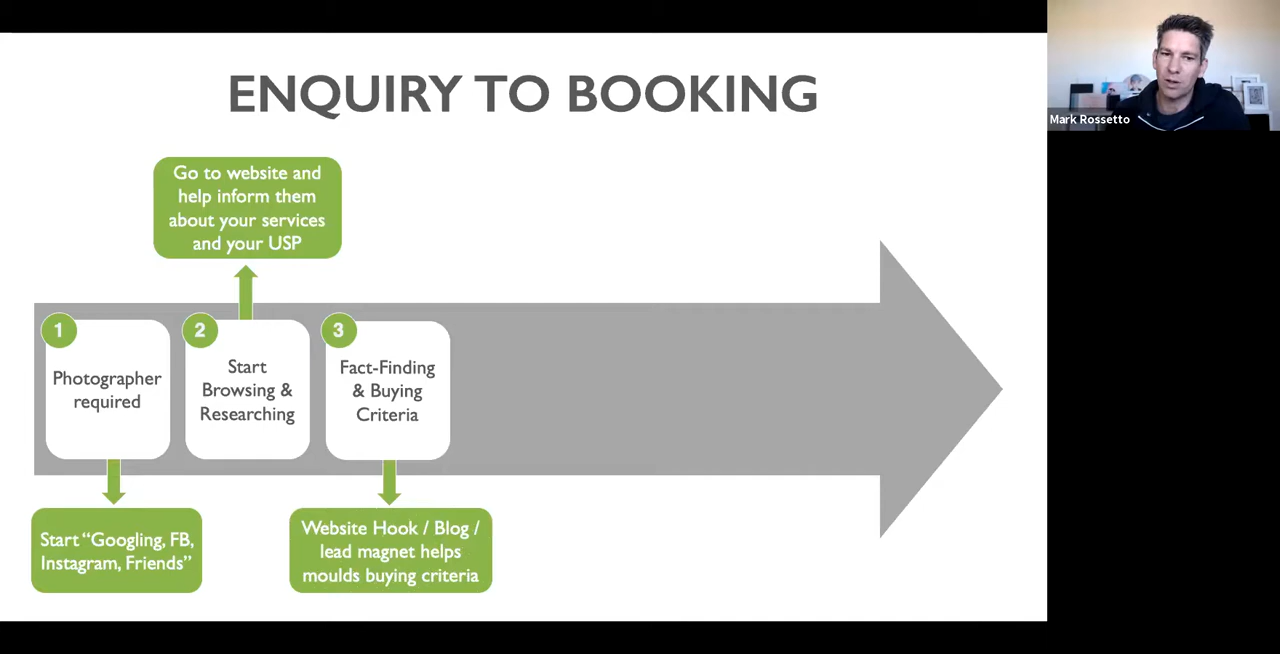 ENQUIRY TO BOOKING
Mark Rossetto
Go to website and
help inform them
about your services
and your USP
1
Photographer
required
2
Start
Browsing &
Researching
3
Fact-Finding
& Buying
Criteria
Start “Googling, FB,
Instagram, Friends”
Website Hook / Blog /
lead magnet helps
moulds buying criteria